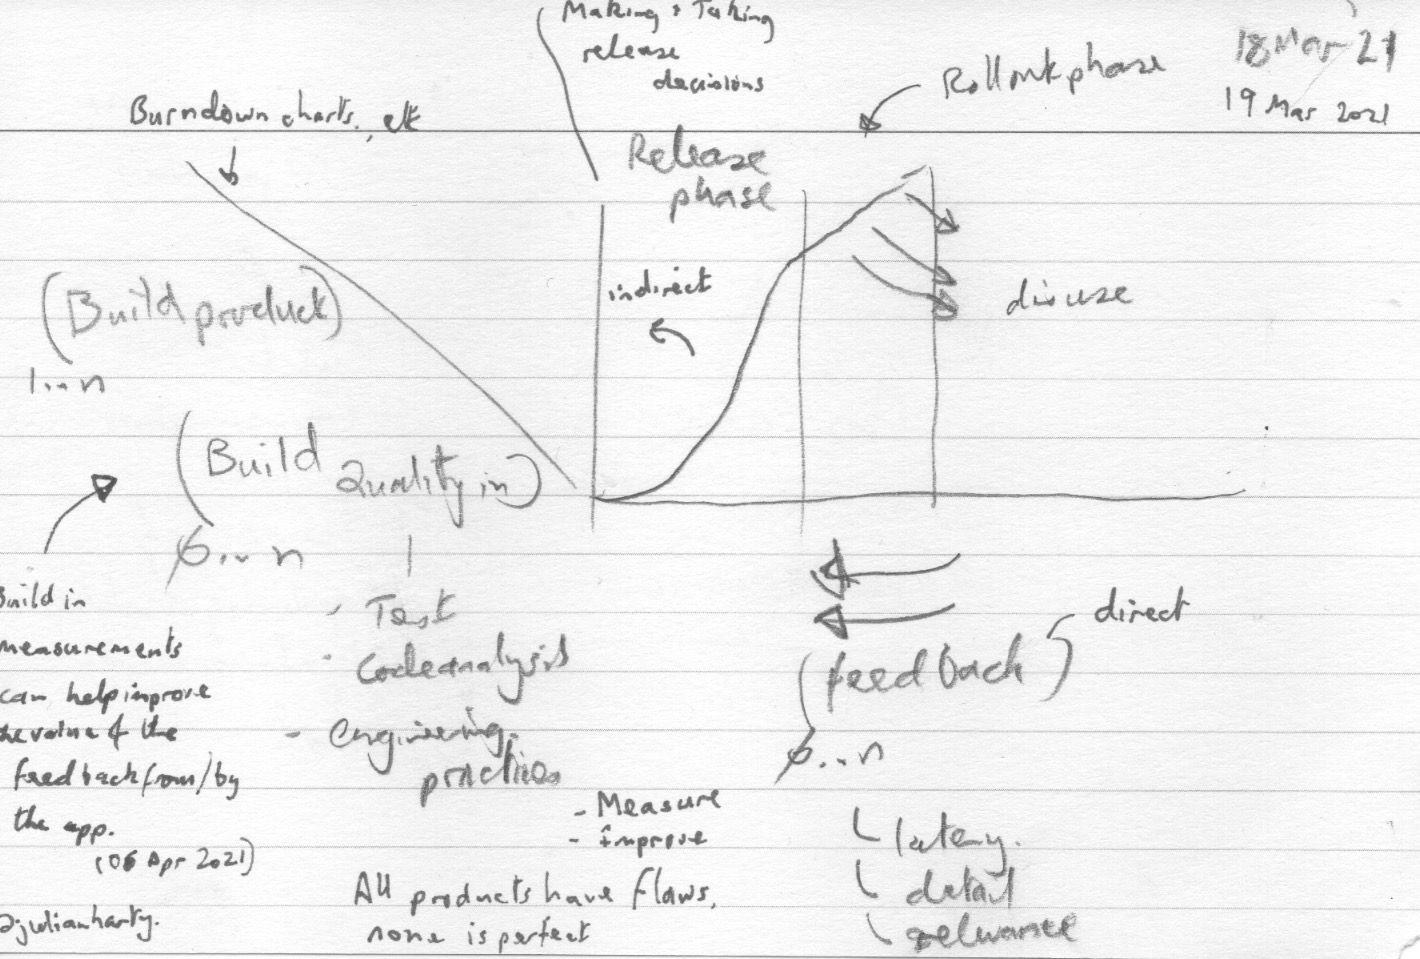 Making + Taking
release
decisions
Rollout phase
18 Mar 21
19 Mar 2021
Burndown charts, etc
Release
phase
indirect
disuse
(Build product)
1..n
(Build
Quality in)
0...n
Build in
measurements
can help improve
the value of the
feedback from/by
the app.
(06 Apr 2021)
@julianharty.
- Test
- Code analysis
- engineering
practices
direct
(feedback)
0...n
- Measure
- improve
latency.
detail
relevance
All products have flaws,
none is perfect